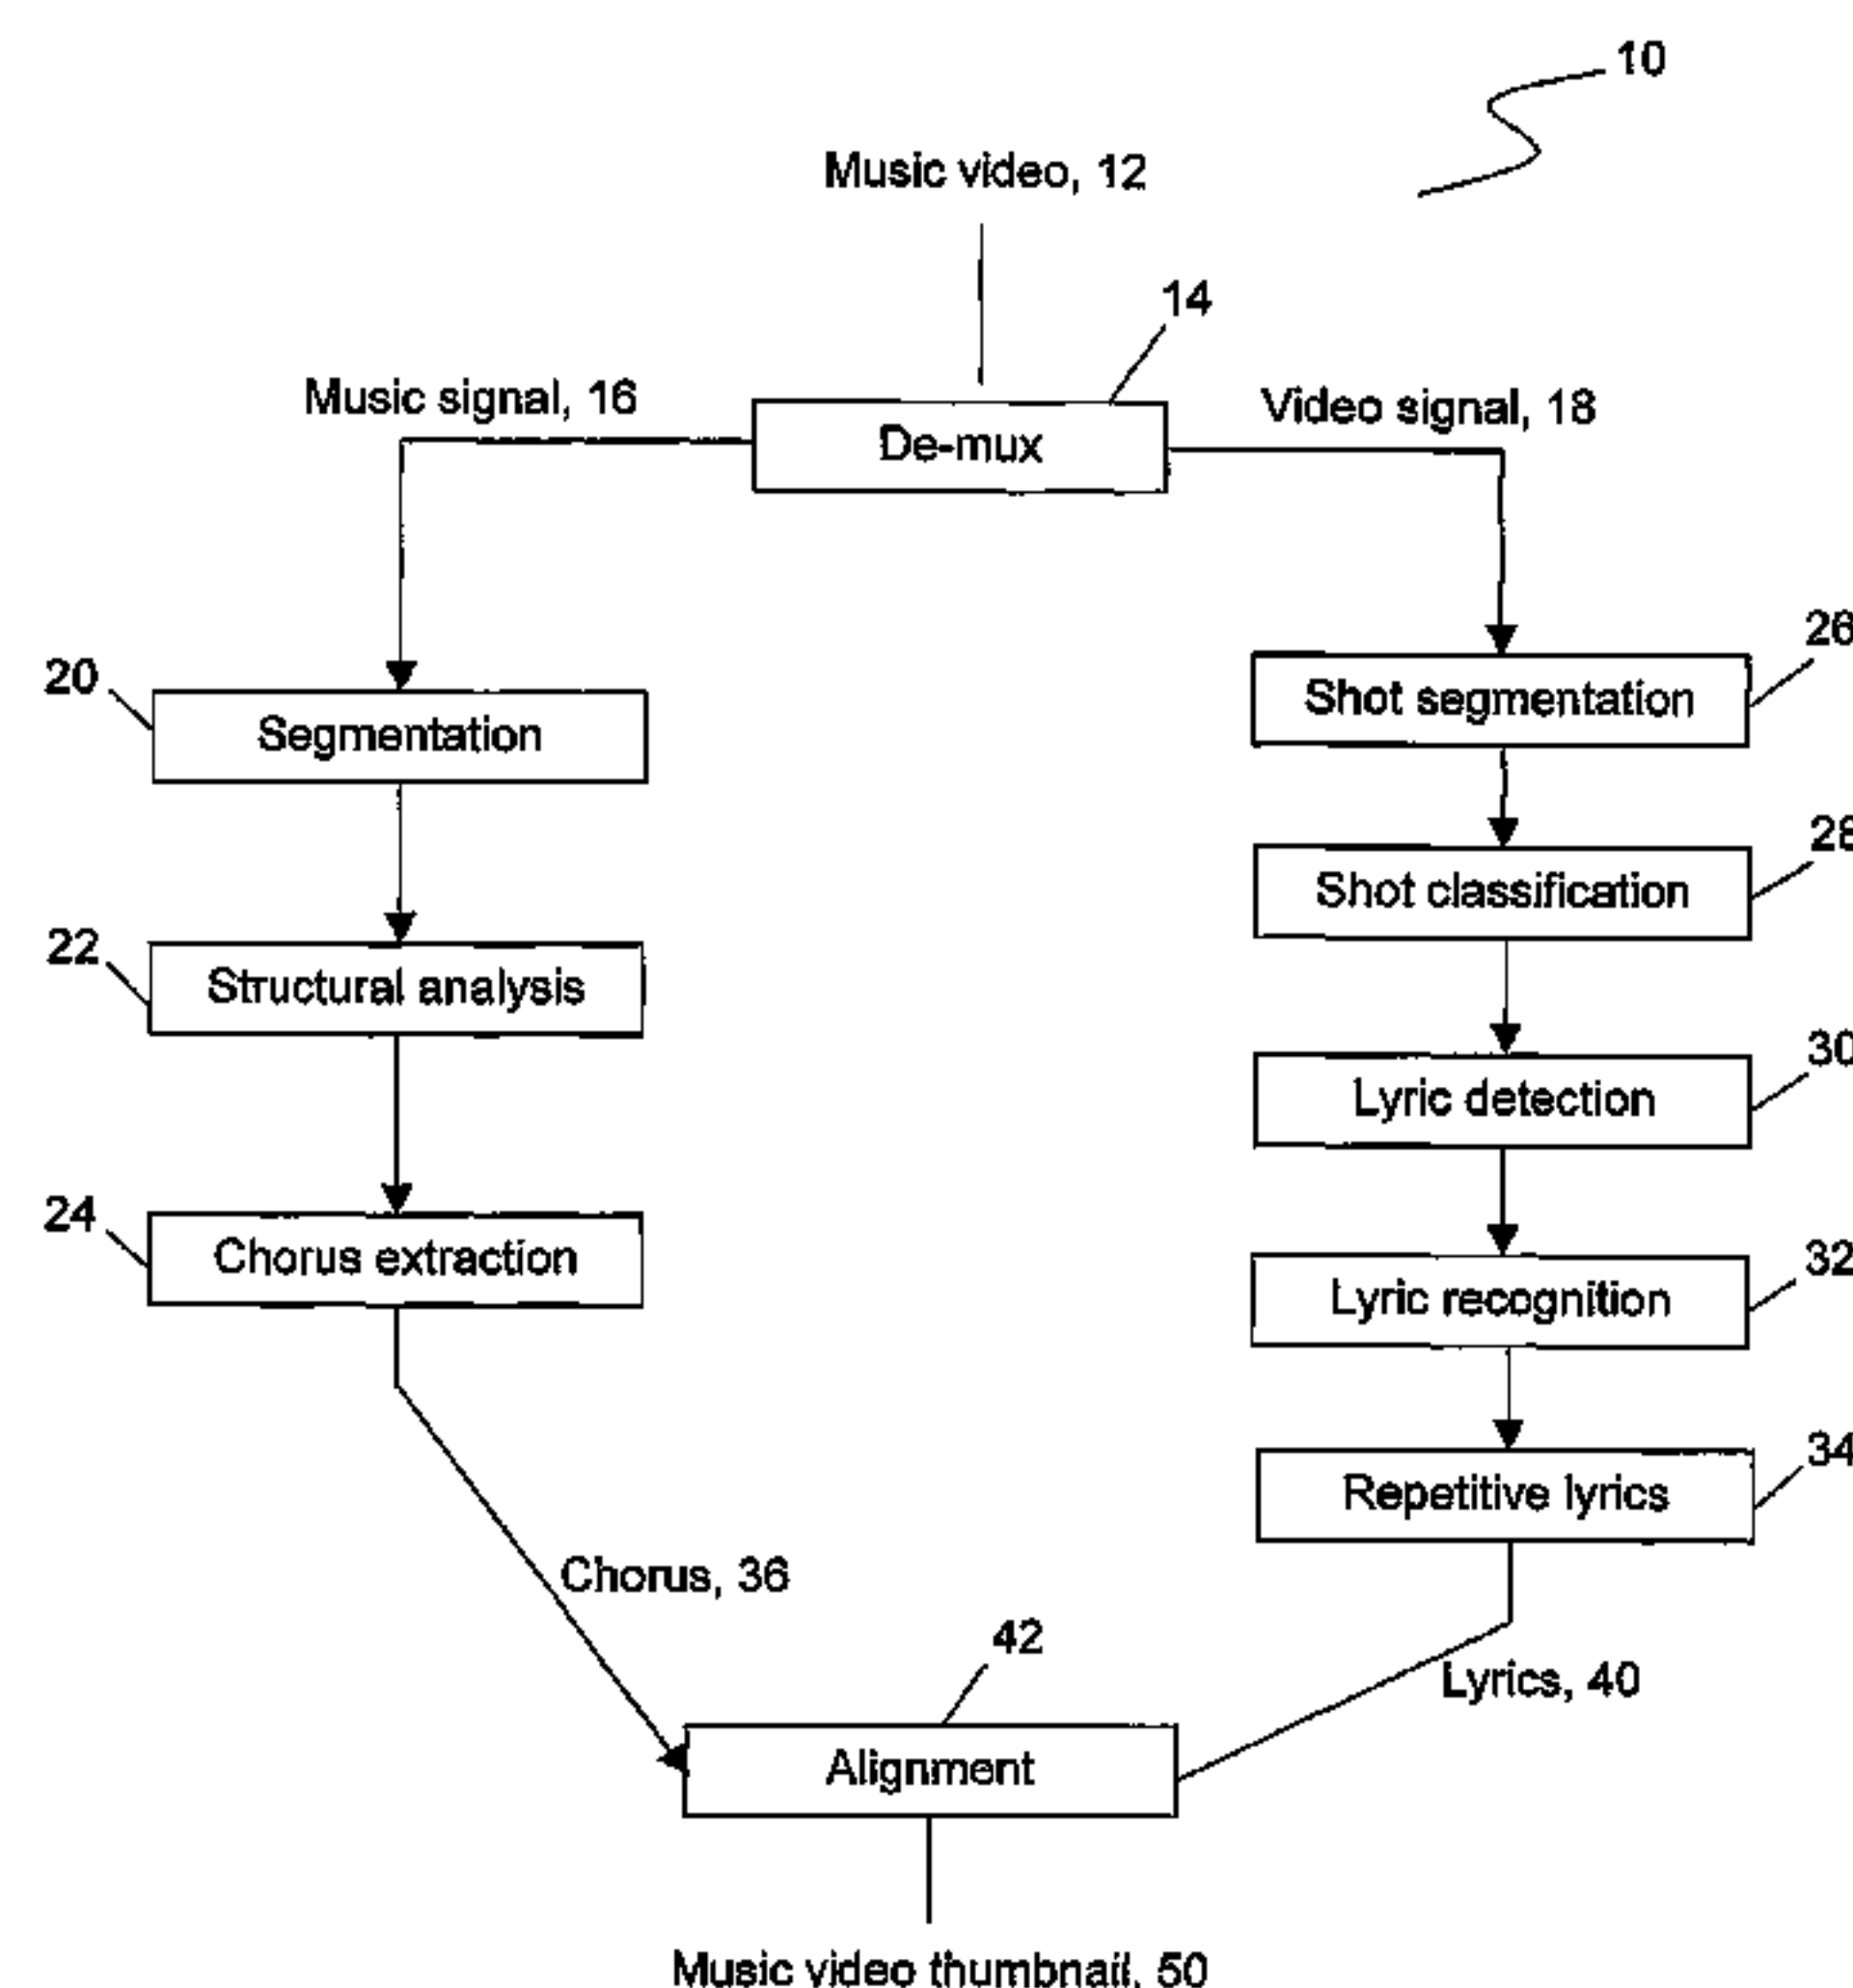 10
Music video, 12
14
Music signal, 16
Video signal, 18
De-mux
26
20
Shot segmentation
Segmentation
28
Shot classification
22
Structural analysis
30
Lyric detection
24
Chorus extraction
32
Lyric recognition
34
Repetitive lyrics
Chorus, 36
42
Lyrics, 40
Alignment
Music video thumbnail, 50